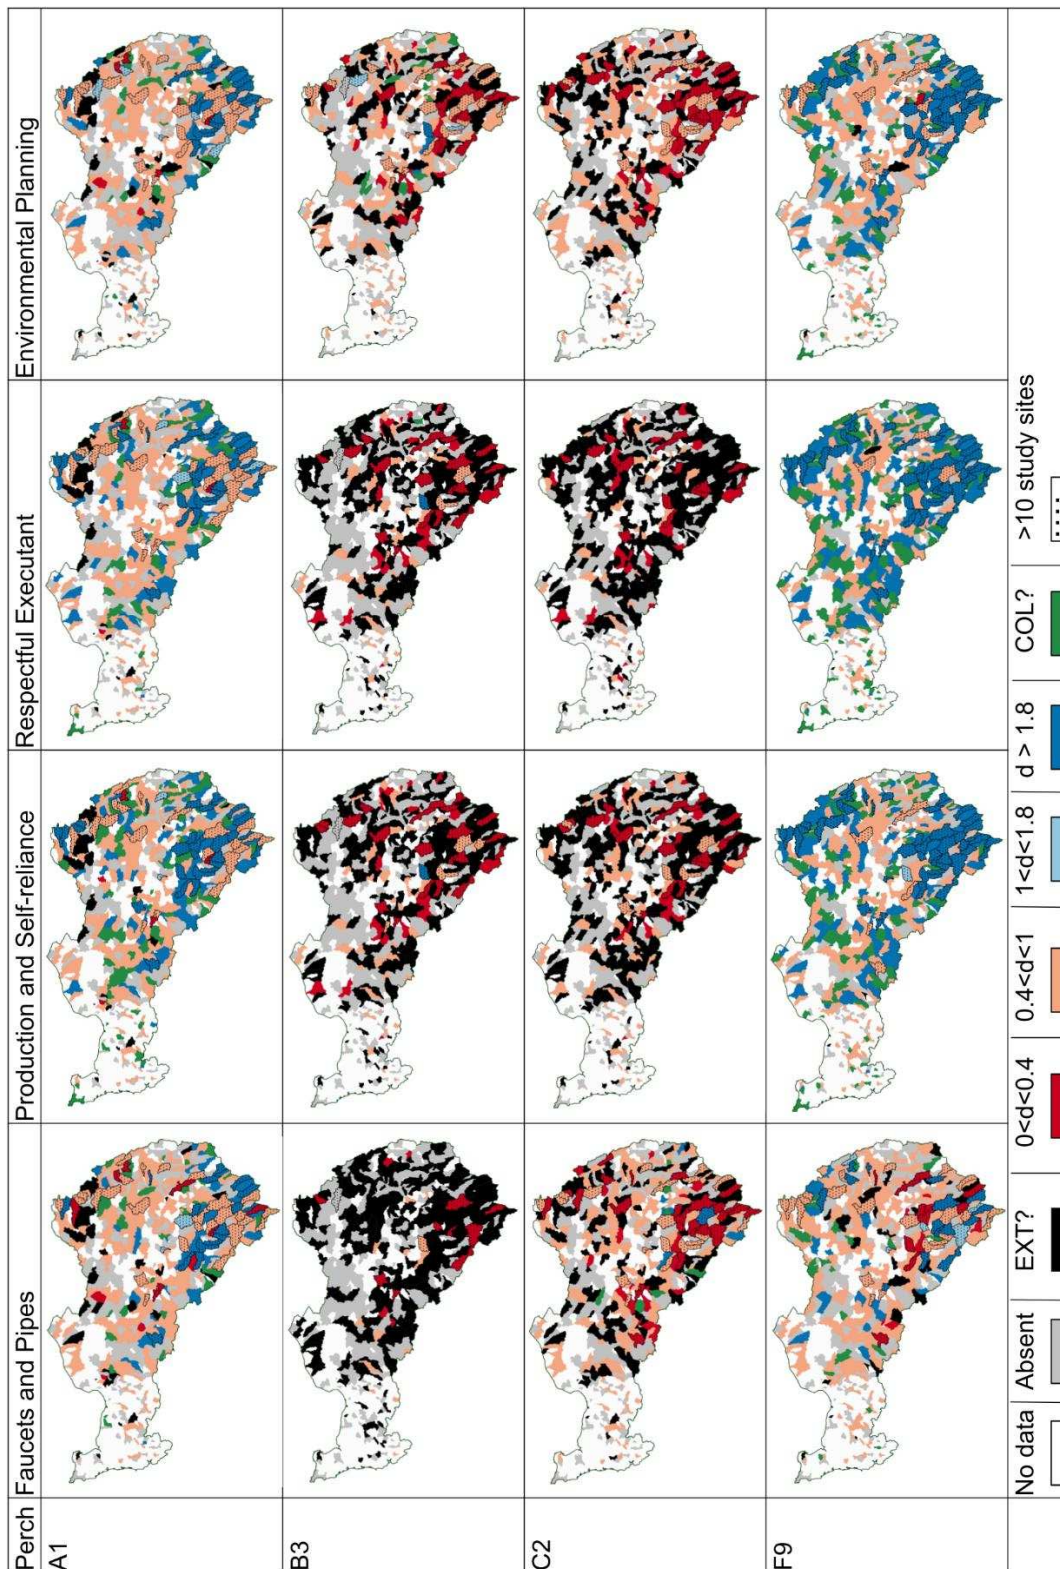 Perch
Faucets and Pipes
Production and Self-reliance
Respectful Executant
Environmental Planning
A1
B3
C2
F9
No data
Absent
EXT?
0<d<0.4
0.4<d<1
1<d<1.8
d > 1.8
COL?
>10 study sites